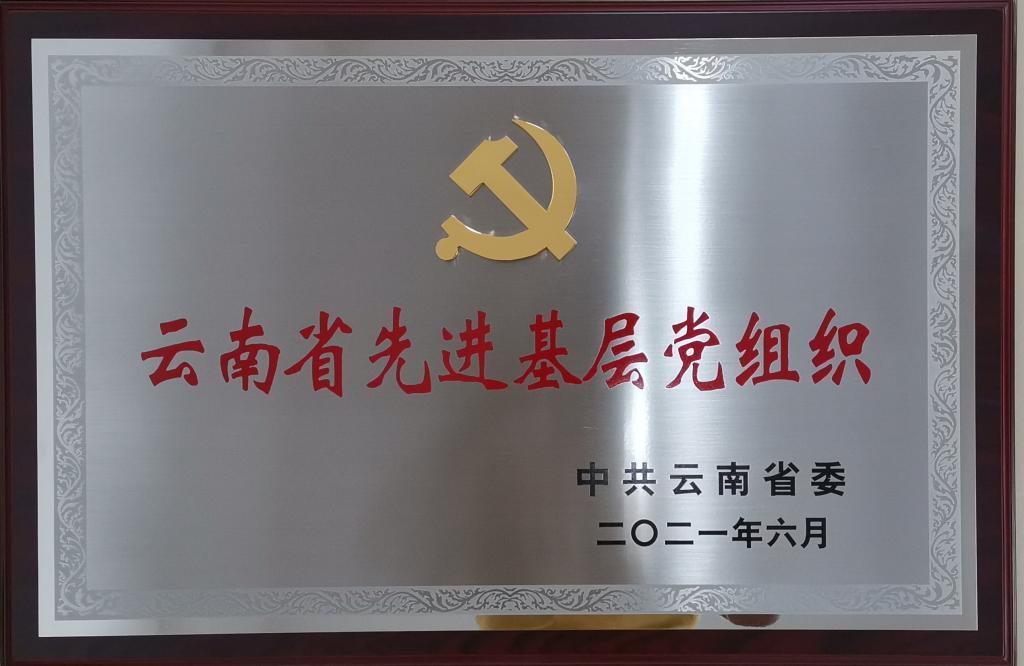 云南省先进基层党组织
中共云南省委
二〇二一年六月